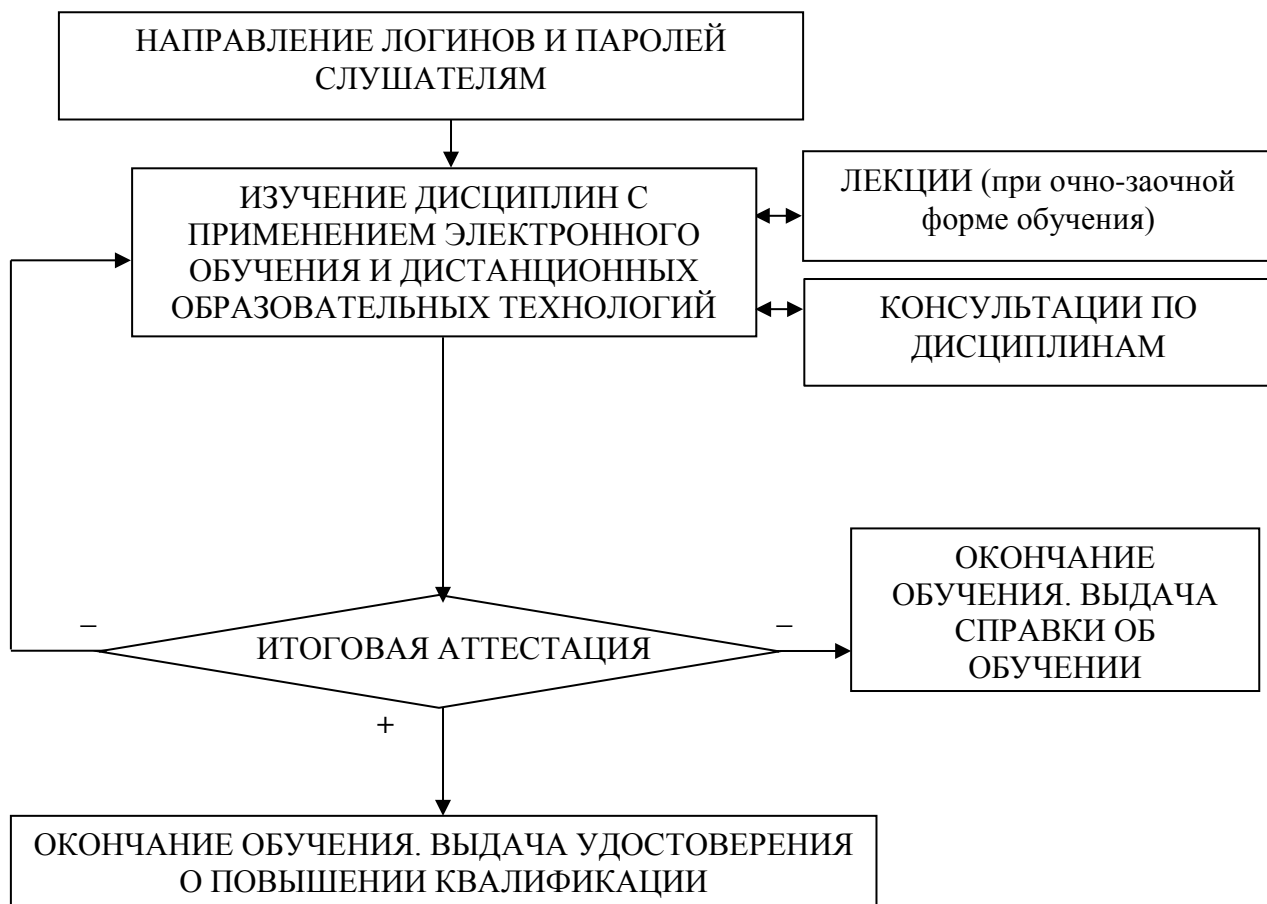 НАПРАВЛЕНИЕ ЛОГИНОВ И ПАРОЛЕЙ
СЛУШАТЕЛЯМ
ИЗУЧЕНИЕ ДИСЦИПЛИН С
ПРИМЕНЕНИЕМ ЭЛЕКТРОННОГО
ОБУЧЕНИЯ И ДИСТАНЦИОННЫХ
ОБРАЗОВАТЕЛЬНЫХ ТЕХНОЛОГИЙ
ЛЕКЦИИ (при очно-заочной
форме обучения)
КОНСУЛЬТАЦИИ ПО
ДИСЦИПЛИНАМ
–
ИТОГОВАЯ АТТЕСТАЦИЯ
–
ОКОНЧАНИЕ
ОБУЧЕНИЯ. ВЫДАЧА
СПРАВКИ ОБ
ОБУЧЕНИИ
+
ОКОНЧАНИЕ ОБУЧЕНИЯ. ВЫДАЧА УДОСТОВЕРЕНИЯ
О ПОВЫШЕНИИ КВАЛИФИКАЦИИ